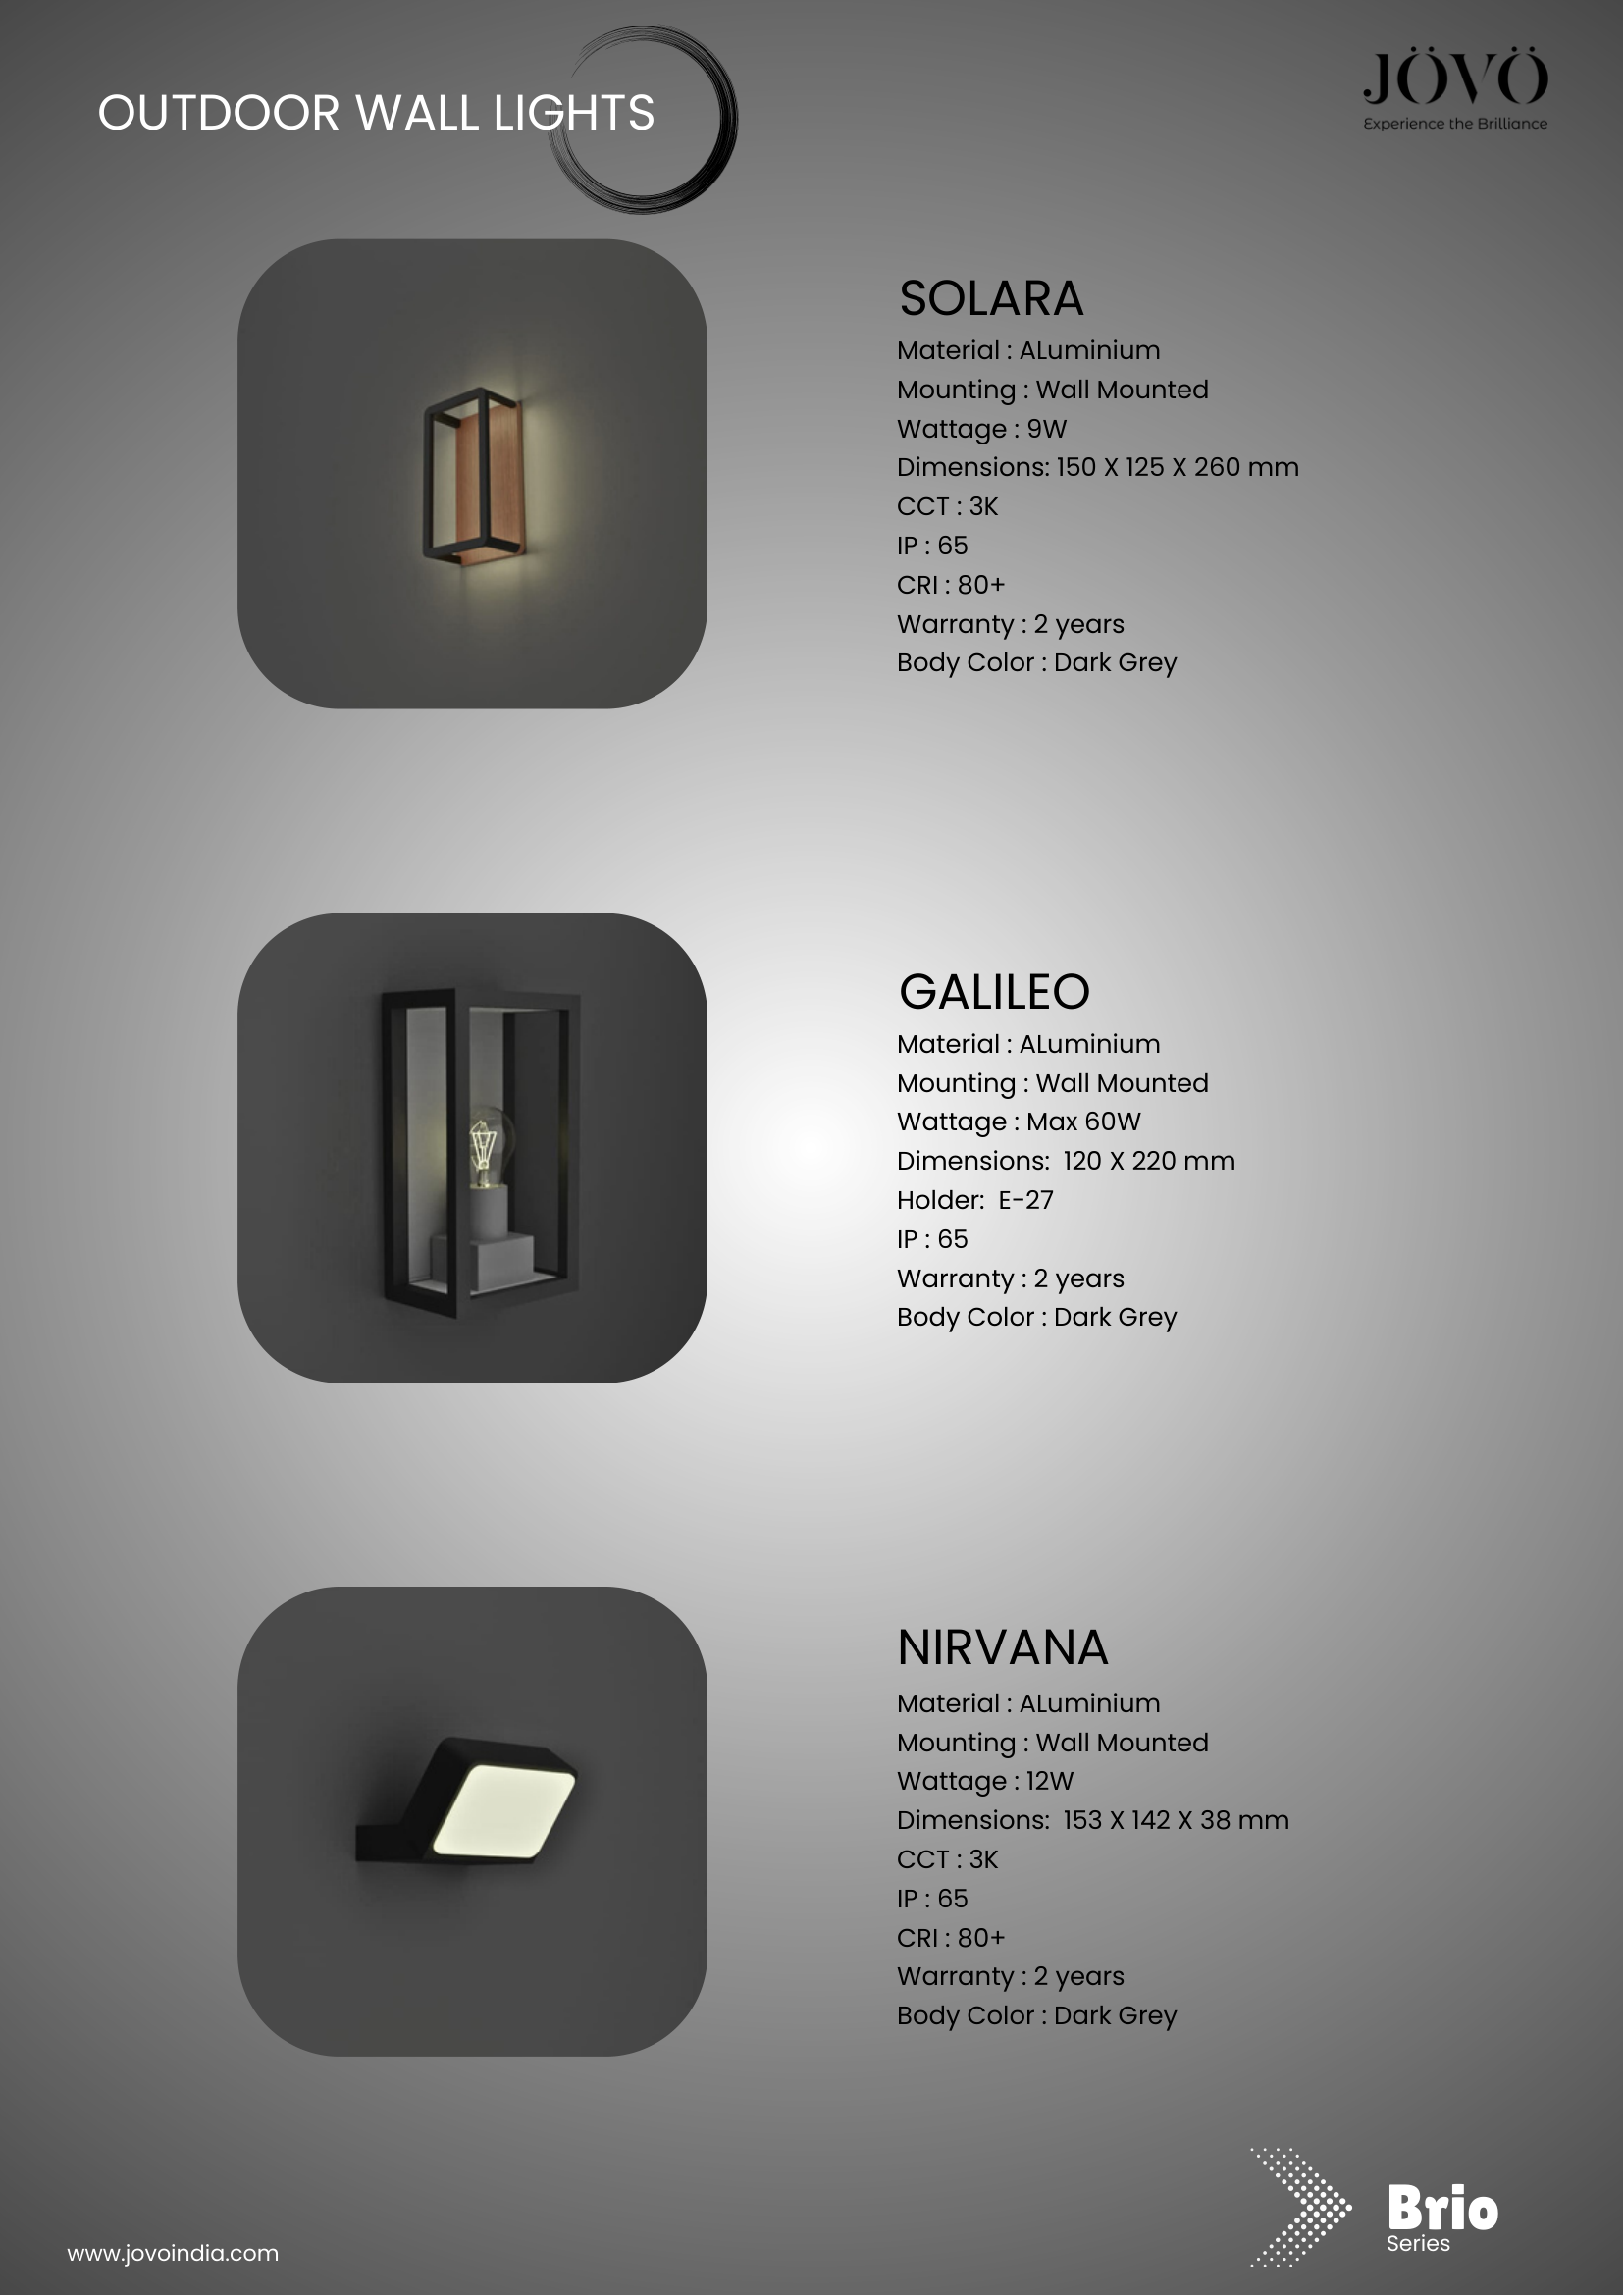 OUTDOOR WALL LIGHTS
JÖVÖ
Experience the Brilliance
SOLARA
Material : ALuminium
Mounting : Wall Mounted
Wattage : 9W
Dimensions: 150 X 125 X 260 mm
CCT : 3K
IP : 65
CRI : 80+
Warranty : 2 years
Body Color : Dark Grey
GALILEO
Material : ALuminium
Mounting : Wall Mounted
Wattage : Max 60W
Dimensions:  120 X 220 mm
Holder:  E-27
IP : 65
Warranty : 2 years
Body Color : Dark Grey
NIRVANA
Material : ALuminium
Mounting : Wall Mounted
Wattage : 12W
Dimensions:  153 X 142 X 38 mm
CCT : 3K
IP : 65
CRI : 80+
Warranty : 2 years
Body Color : Dark Grey
Brio
Series
www.jovoindia.com